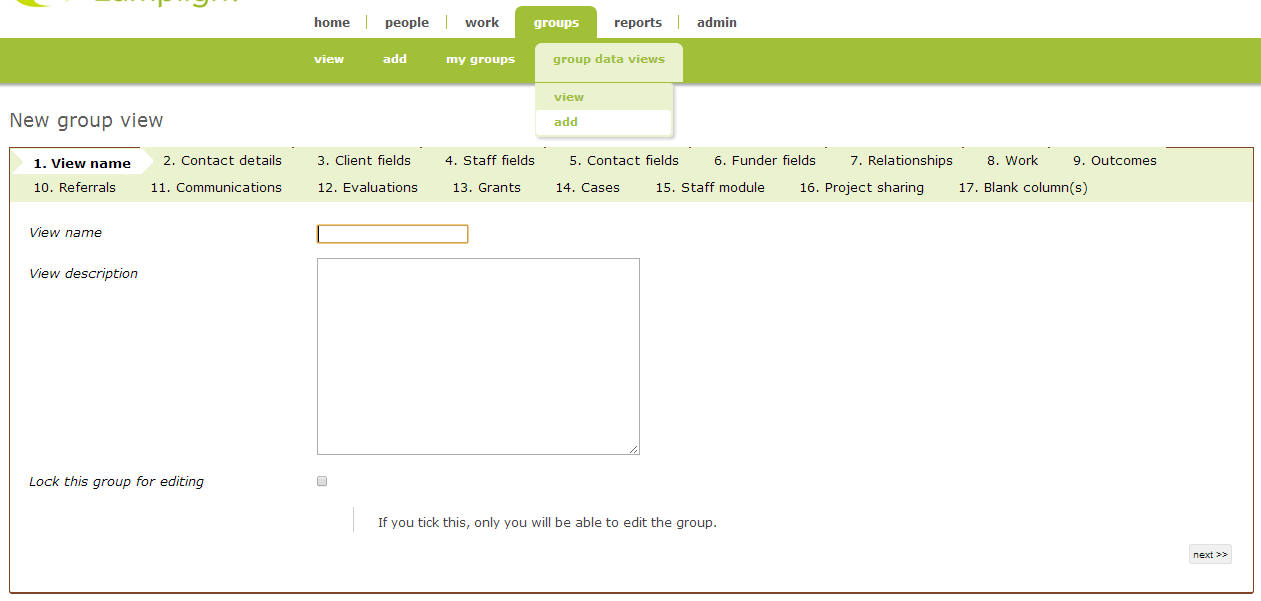 home people work groups reports admin
view add my groups group data views
view
add
New group view
1. View name 2. Contact details 3. Client fields 4. Staff fields 5. Contact fields 6. Funder fields 7. Relationships 8. Work 9. Outcomes
10. Referrals 11. Communications 12. Evaluations 13. Grants 14. Cases 15. Staff module 16. Project sharing 17. Blank column(s)
View name
View description
Lock this group for editing
If you tick this, only you will be able to edit the group.
next >>